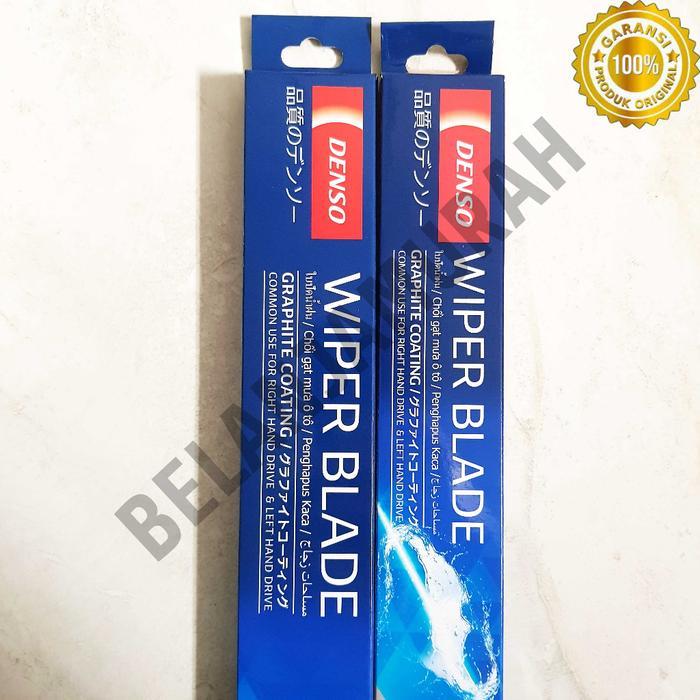 GARANSI
100%
PRODUK ORIGINAL
DENSO
品質のデンソー
WIPER BLADE
ใบปัดน้ำฝน / Chổi gạt mưa ô tô / Penghapus Kaca / مساحات زجاج
GRAPHITE COATING / グラファイトコーティング
COMMON USE FOR RIGHT HAND DRIVE & LEFT HAND DRIVE
DENSO
品質のデンソー
WIPER BLADE
ใบปัดน้ำฝน / Chổi gạt mưa ô tô / Penghapus Kaca / مساحات زجاج
GRAPHITE COATING / グラファイトコーティング
COMMON USE FOR RIGHT HAND DRIVE & LEFT HAND DRIVE